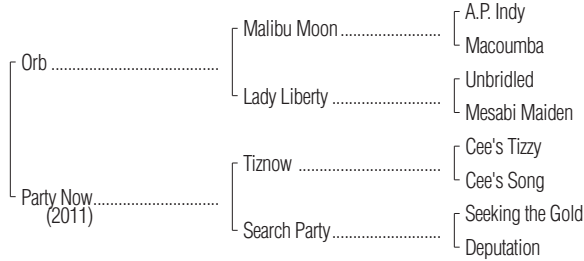 A.P. Indy
Malibu Moon
Macoumba
Orb
Unbridled
Lady Liberty
Mesabi Maiden
Cee's Tizzy
Tiznow
Cee's Song
Party Now
(2011)
Seeking the Gold
Search Party
Deputation